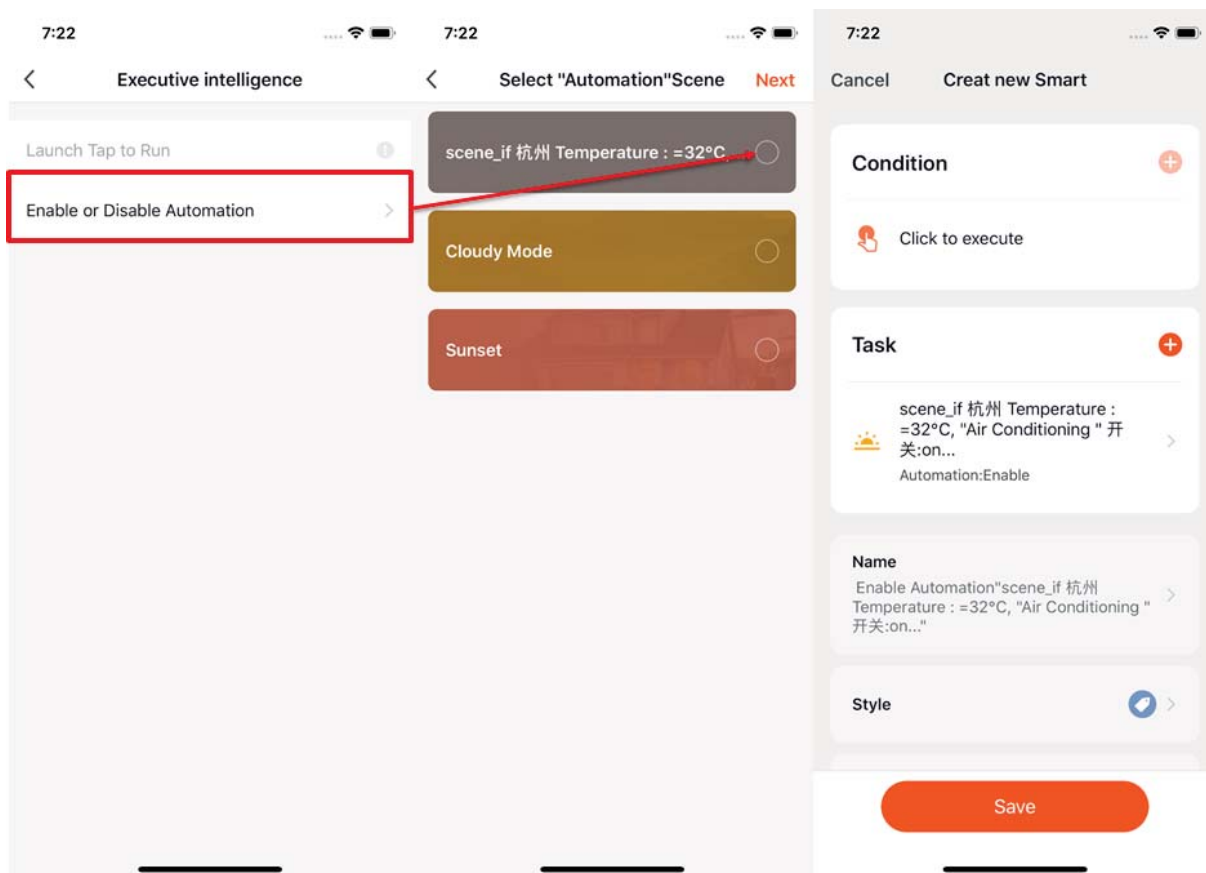 7:22
Executive intelligence
Launch Tap to Run
Enable or Disable Automation
7:22
Select "Automation"Scene Next
scene_if 杭州 Temperature : =32°C,
Cloudy Mode
Sunset
7:22
Cancel Creat new Smart
Condition
Click to execute
Task
scene_if 杭州 Temperature :
=32°C, "Air Conditioning " 开
关:on...
Automation:Enable
Name
Enable Automation"scene_if 杭州
Temperature : =32°C, "Air Conditioning "
开关:on..."
Style
Save